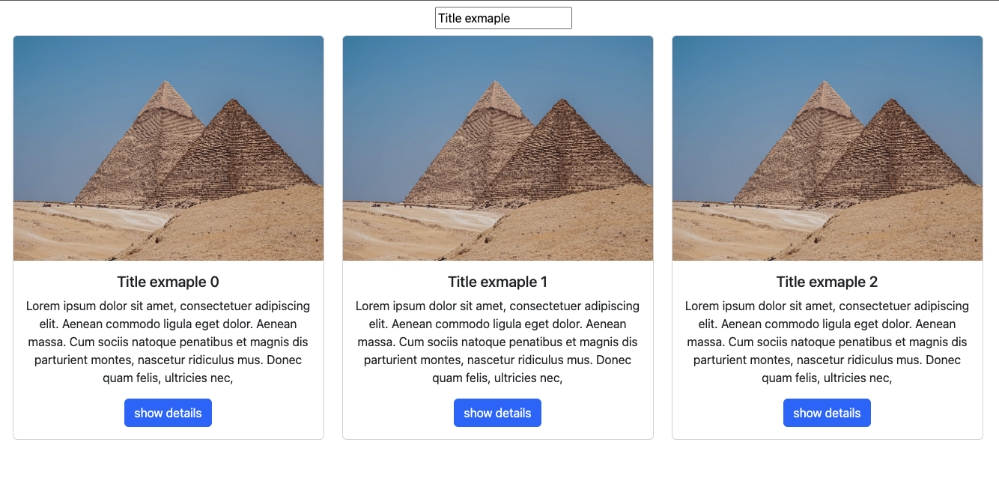 Title exmaple
Title exmaple 0
Lorem ipsum dolor sit amet, consectetuer adipiscing
elit. Aenean commodo ligula eget dolor. Aenean
massa. Cum sociis natoque penatibus et magnis dis
parturient montes, nascetur ridiculus mus. Donec
quam felis, ultricies nec,
show details
Title exmaple 1
Lorem ipsum dolor sit amet, consectetuer adipiscing
elit. Aenean commodo ligula eget dolor. Aenean
massa. Cum sociis natoque penatibus et magnis dis
parturient montes, nascetur ridiculus mus. Donec
quam felis, ultricies nec,
show details
Title exmaple 2
Lorem ipsum dolor sit amet, consectetuer adipiscing
elit. Aenean commodo ligula eget dolor. Aenean
massa. Cum sociis natoque penatibus et magnis dis
parturient montes, nascetur ridiculus mus. Donec
quam felis, ultricies nec,
show details